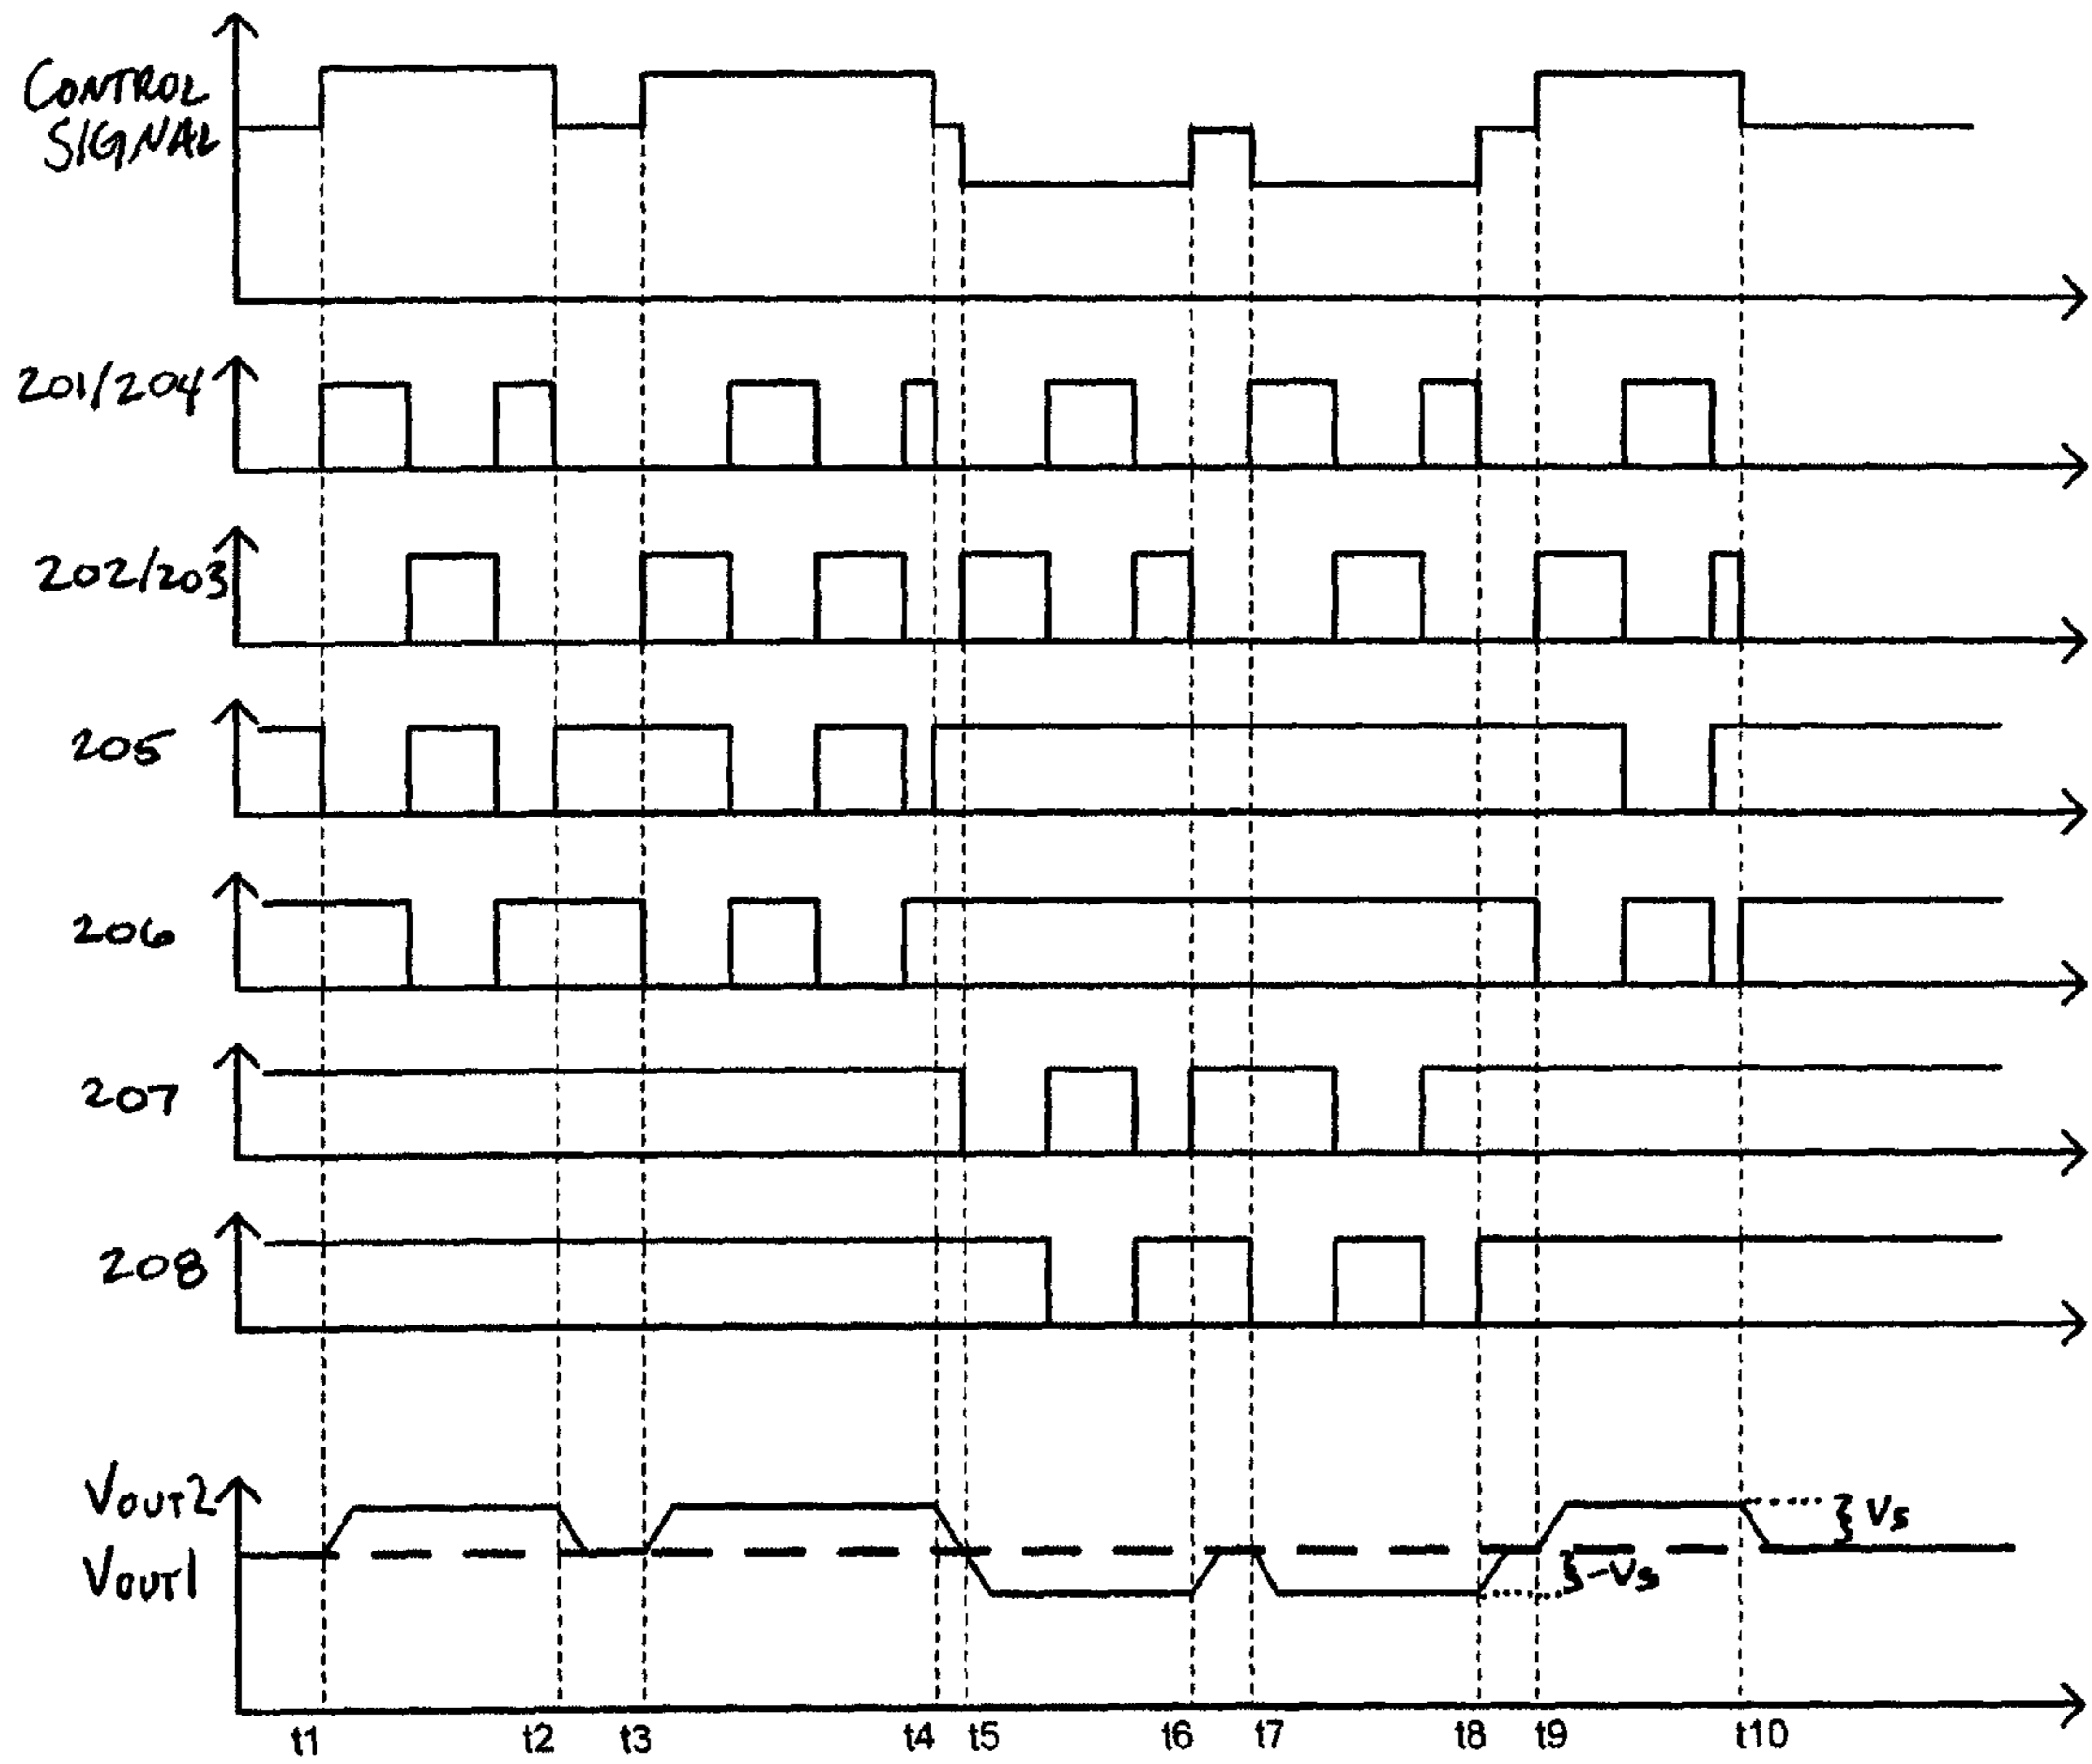 CONTROL
SIGNAL
201/204
202/203
205
206
207
208
VOUT2
VOUT1
Vs
-Vs
t1 t2 t3 t4 t5 t6 t7 t8 t9 t10